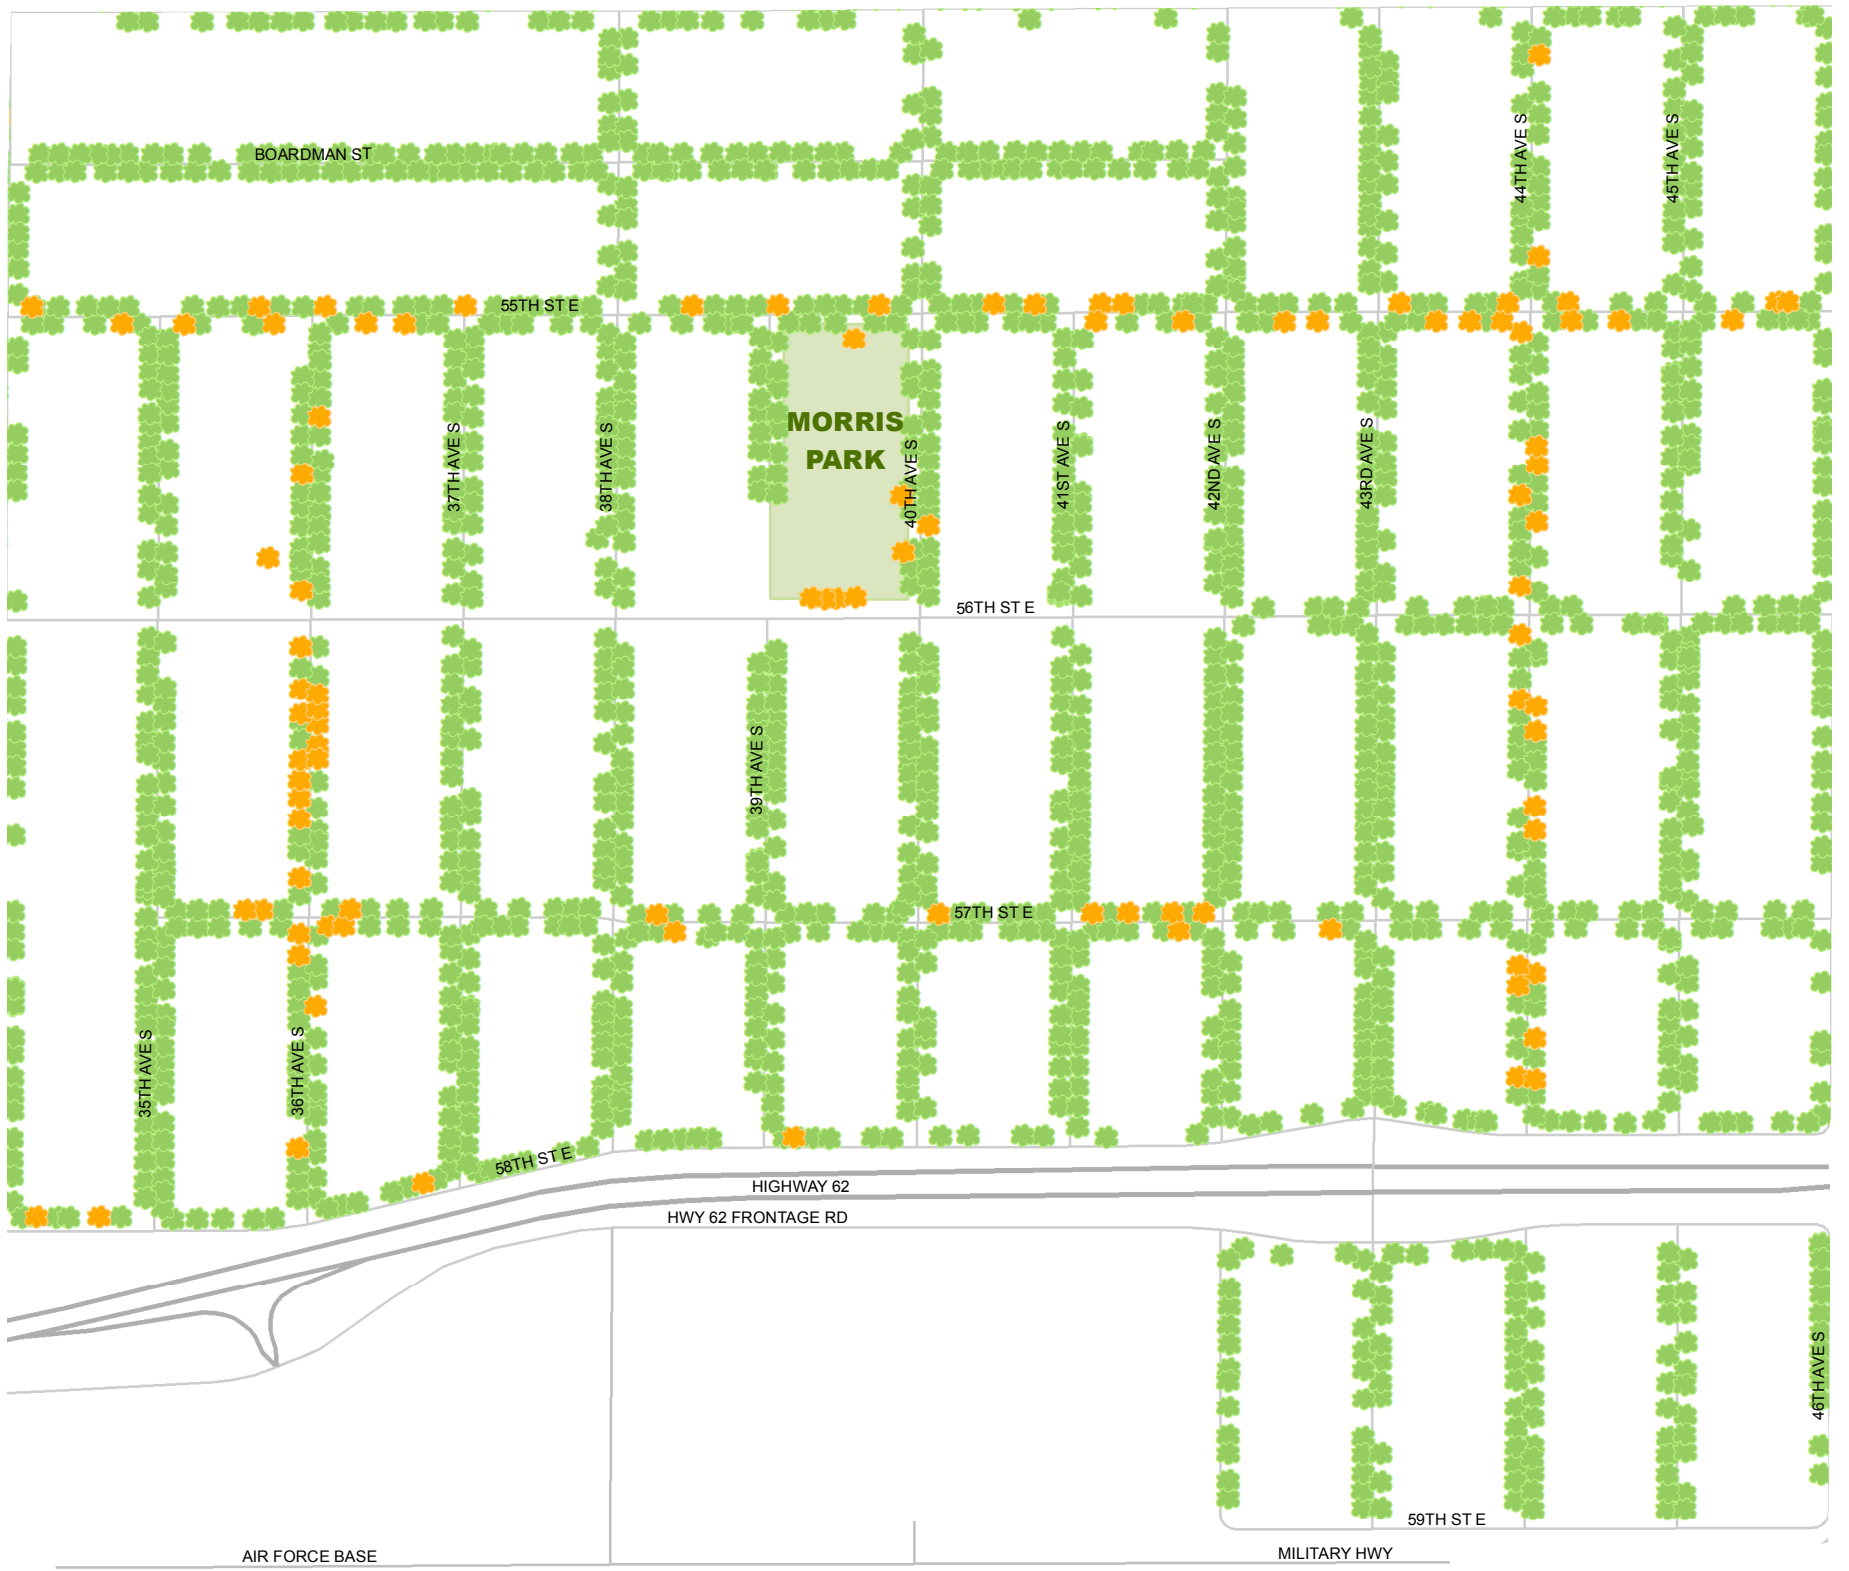 BOARDMAN ST
44TH AVE S
45TH AVE S
55TH ST E
MORRIS
PARK
37TH AVE S
38TH AVE S
40TH AVE S
41ST AVE S
42ND AVE S
43RD AVE S
56TH ST E
39TH AVE S
57TH ST E
35TH AVE S
36TH AVE S
58TH ST E
HIGHWAY 62
HWY 62 FRONTAGE RD
46TH AVE S
59TH ST E
AIR FORCE BASE
MILITARY HWY